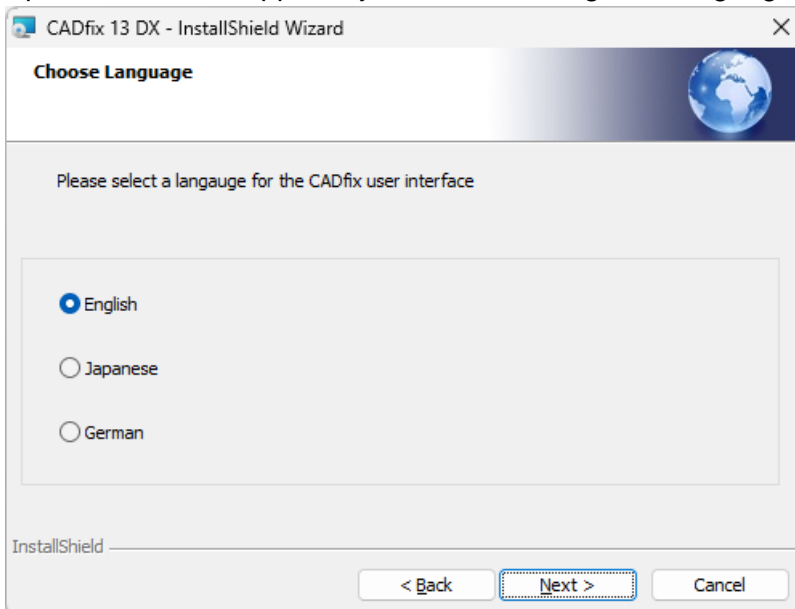 CADfix 13 DX - InstallShield Wizard
Choose Language
Please select a langauge for the CADfix user interface
English
Japanese
German
InstallShield
< Back Next > Cancel